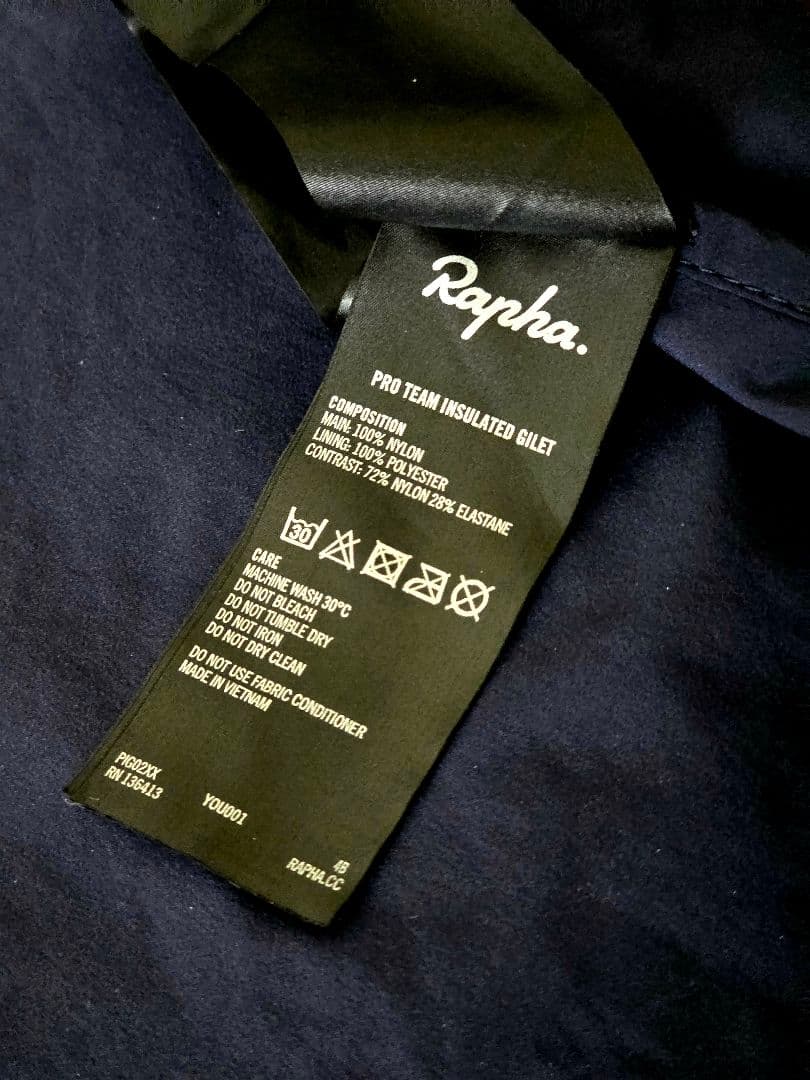 Rapha.
PRO TEAM INSULATED GILET
COMPOSITION
MAIN: 100% NYLON
LINING: 100% POLYESTER
CONTRAST: 72% NYLON 28% ELASTANE
30
CARE
MACHINE WASH 30°C
DO NOT BLEACH
DO NOT TUMBLE DRY
DO NOT IRON
DO NOT DRY CLEAN
DO NOT USE FABRIC CONDITIONER
MADE IN VIETNAM
PIG02XX
RN 136413
YOU001
4B
RAPHA.CC